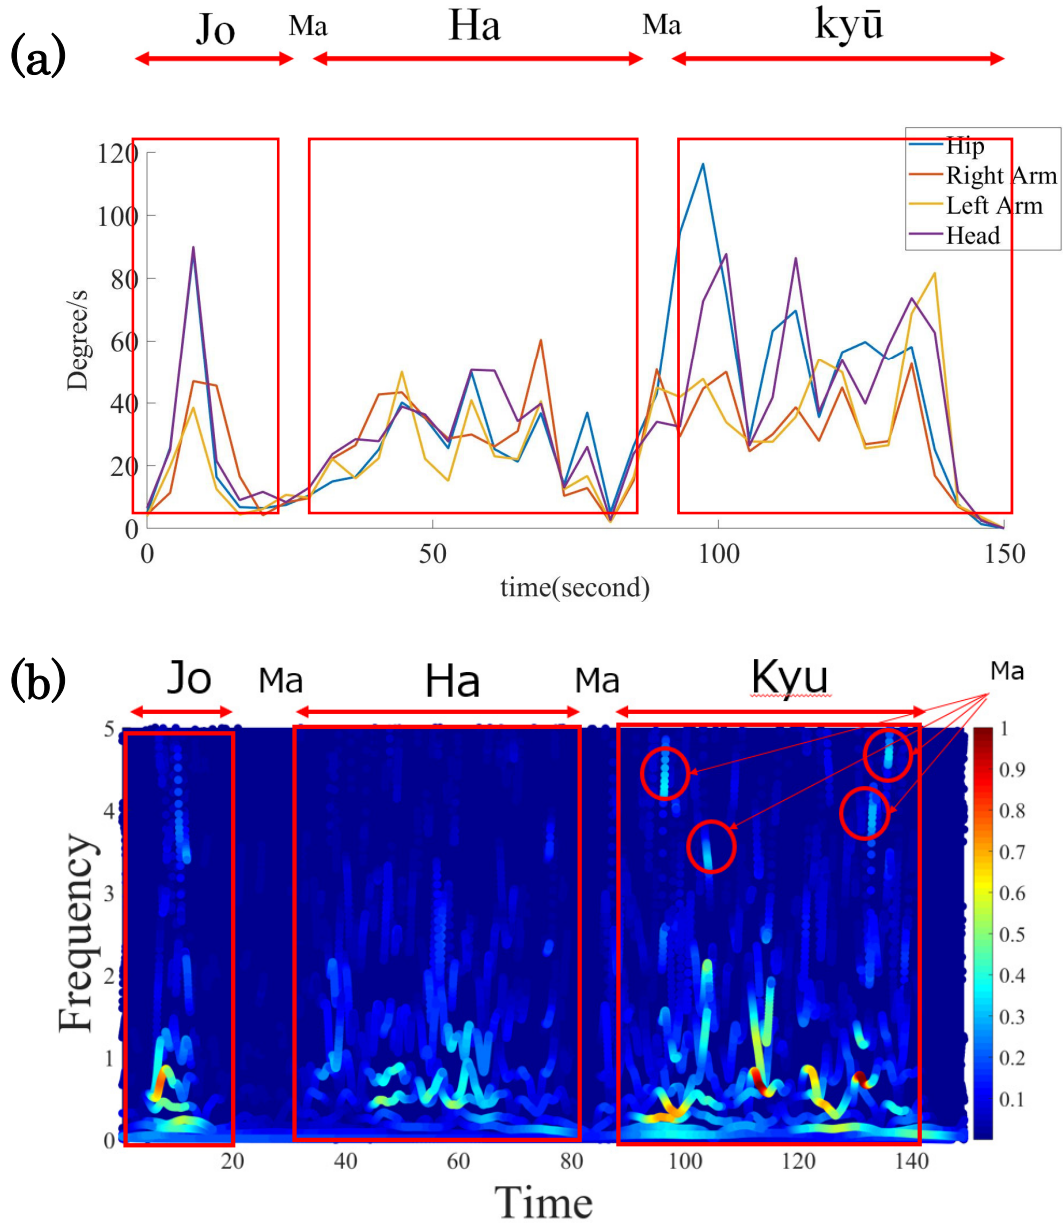 (a)
Jo Ma Ha Ma kyū
120
100
80
60
40
20
0
Degree/s
Hip
Right Arm
Left Arm
Head
0 50 100 150
time(second)
(b)
Jo Ma Ha Ma Kyu Ma
5
4
3
2
1
0
Frequency
1
0.9
0.8
0.7
0.6
0.5
0.4
0.3
0.2
0.1
20 40 60 80 100 120 140
Time